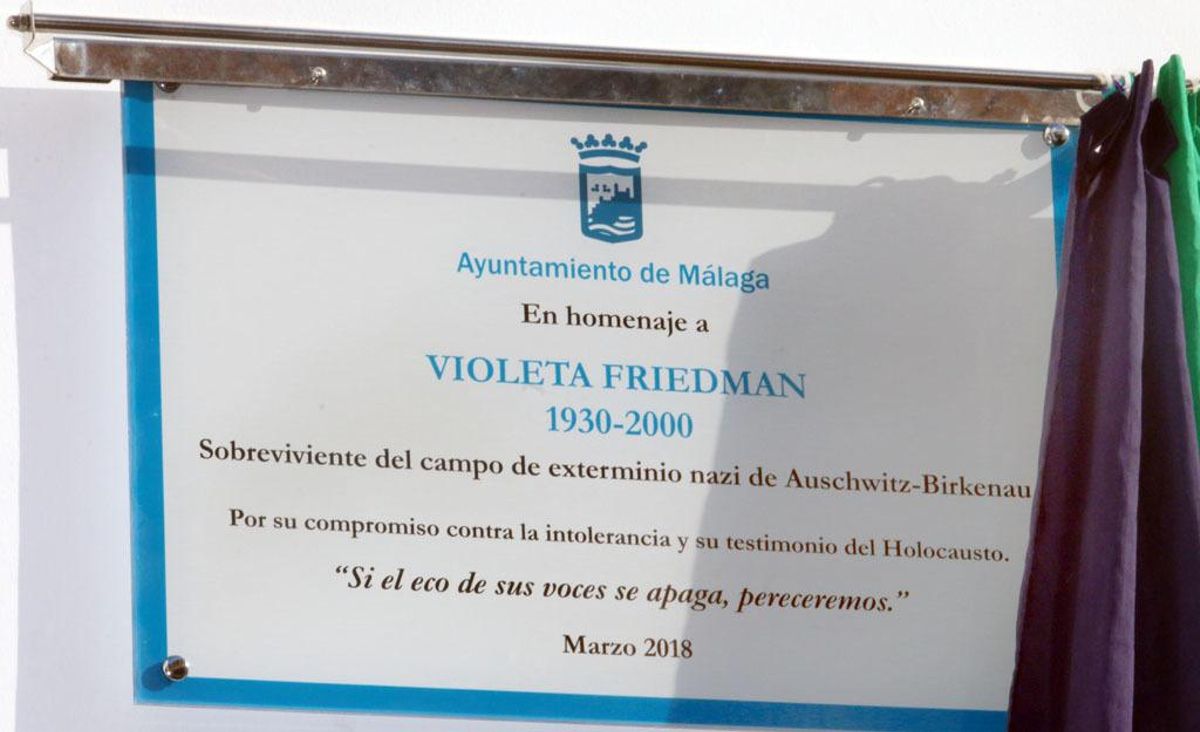 Ayuntamiento de Málaga
En homenaje a
VIOLETA FRIEDMAN
1930-2000
Sobreviviente del campo de exterminio nazi de Auschwitz-Birkenau
Por su compromiso contra la intolerancia y su testimonio del Holocausto.
“Si el eco de sus voces se apaga, pereceremos.”
Marzo 2018